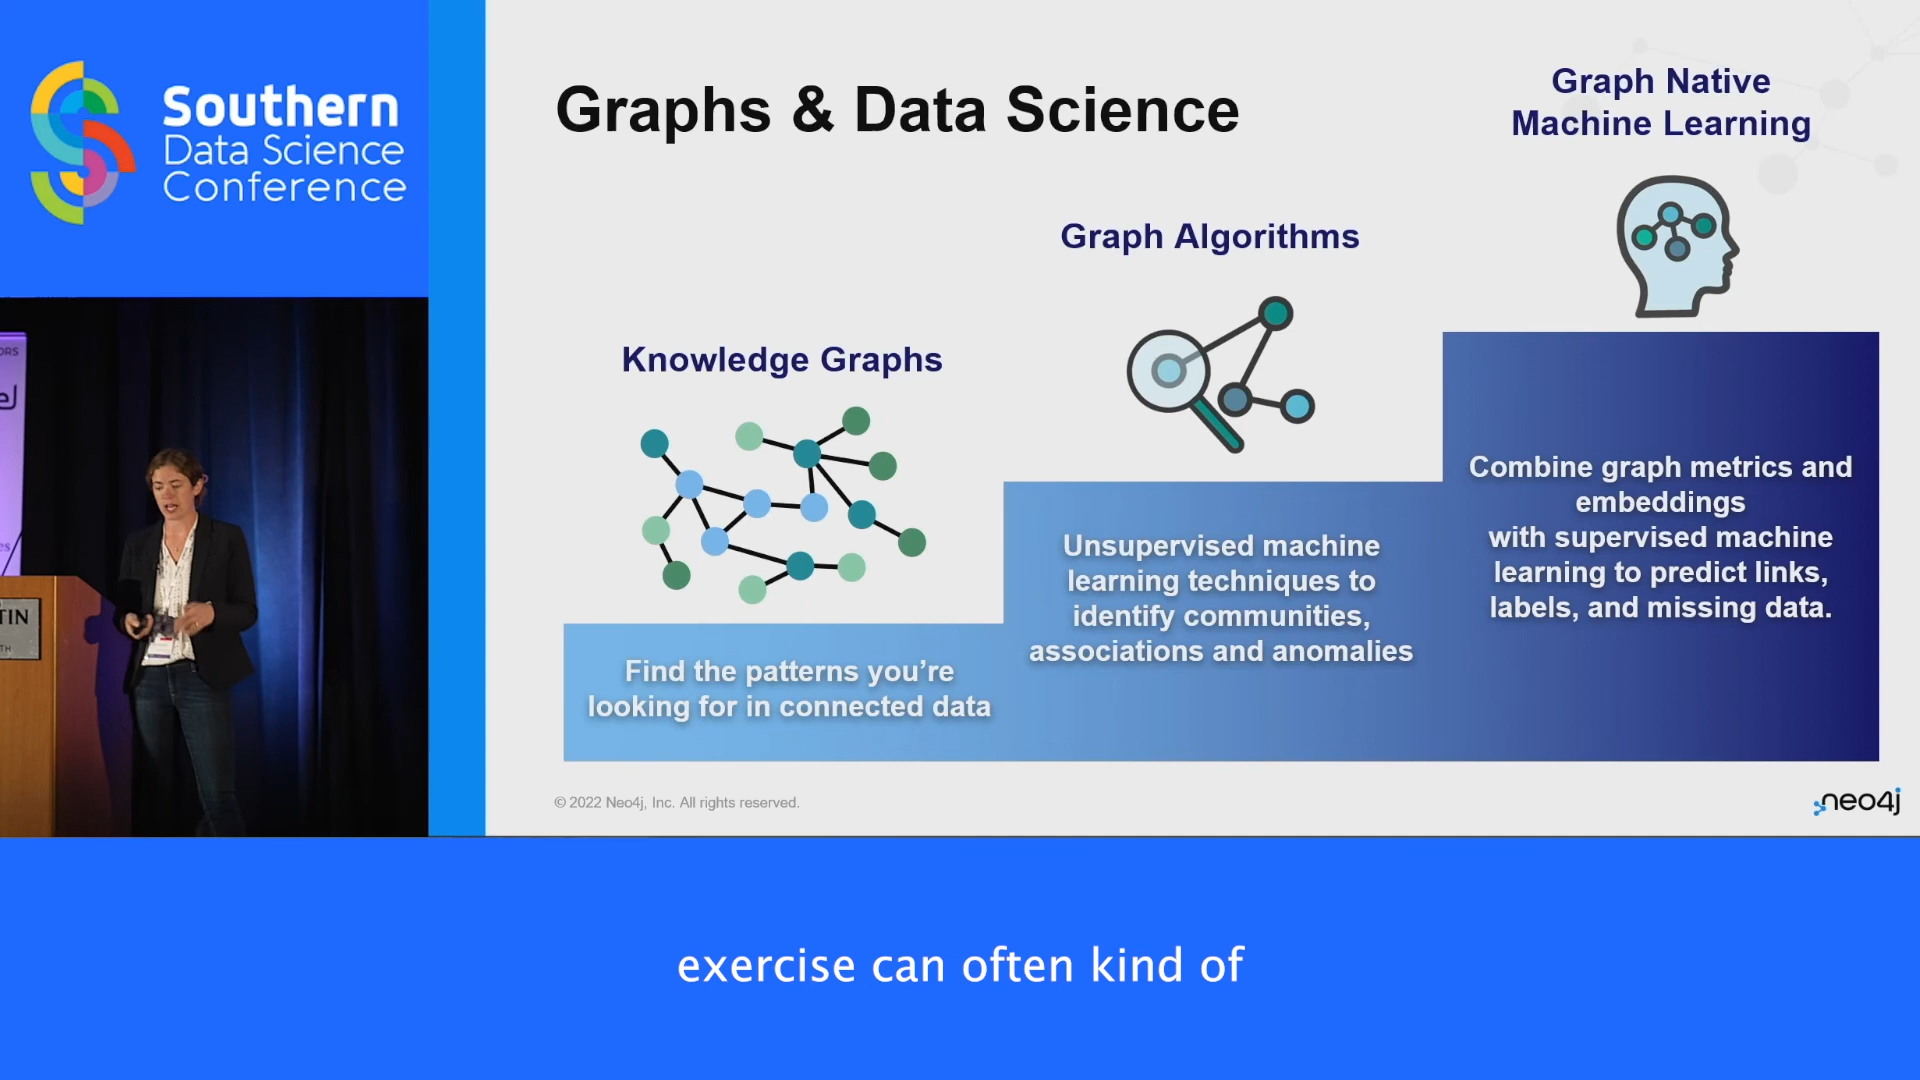 Southern
Data Science
Conference
Graphs & Data Science
Graph Native
Machine Learning
Graph Algorithms
Knowledge Graphs
Combine graph metrics and
embeddings
with supervised machine
learning to predict links,
labels, and missing data.
Unsupervised machine
learning techniques to
identify communities,
associations and anomalies
Find the patterns you’re
looking for in connected data
© 2022 Neo4j, Inc. All rights reserved.
neo4j
ORS
TIN
TH
exercise can often kind of